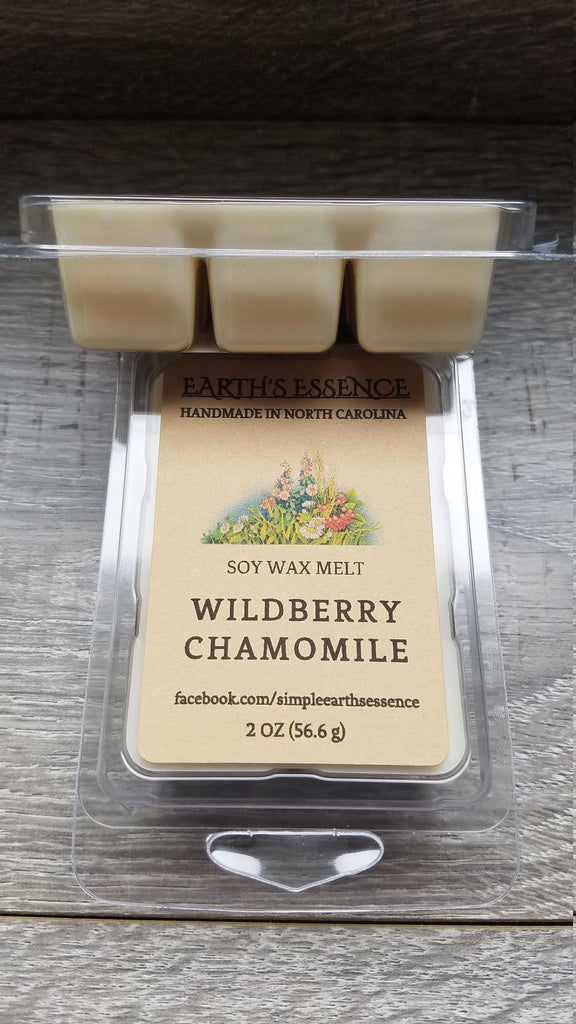 EARTH'S ESSENCE
HANDMADE IN NORTH CAROLINA
SOY WAX MELT
WILDBERRY
CHAMOMILE
facebook.com/simpleearthsessence
2 OZ (56.6 g)